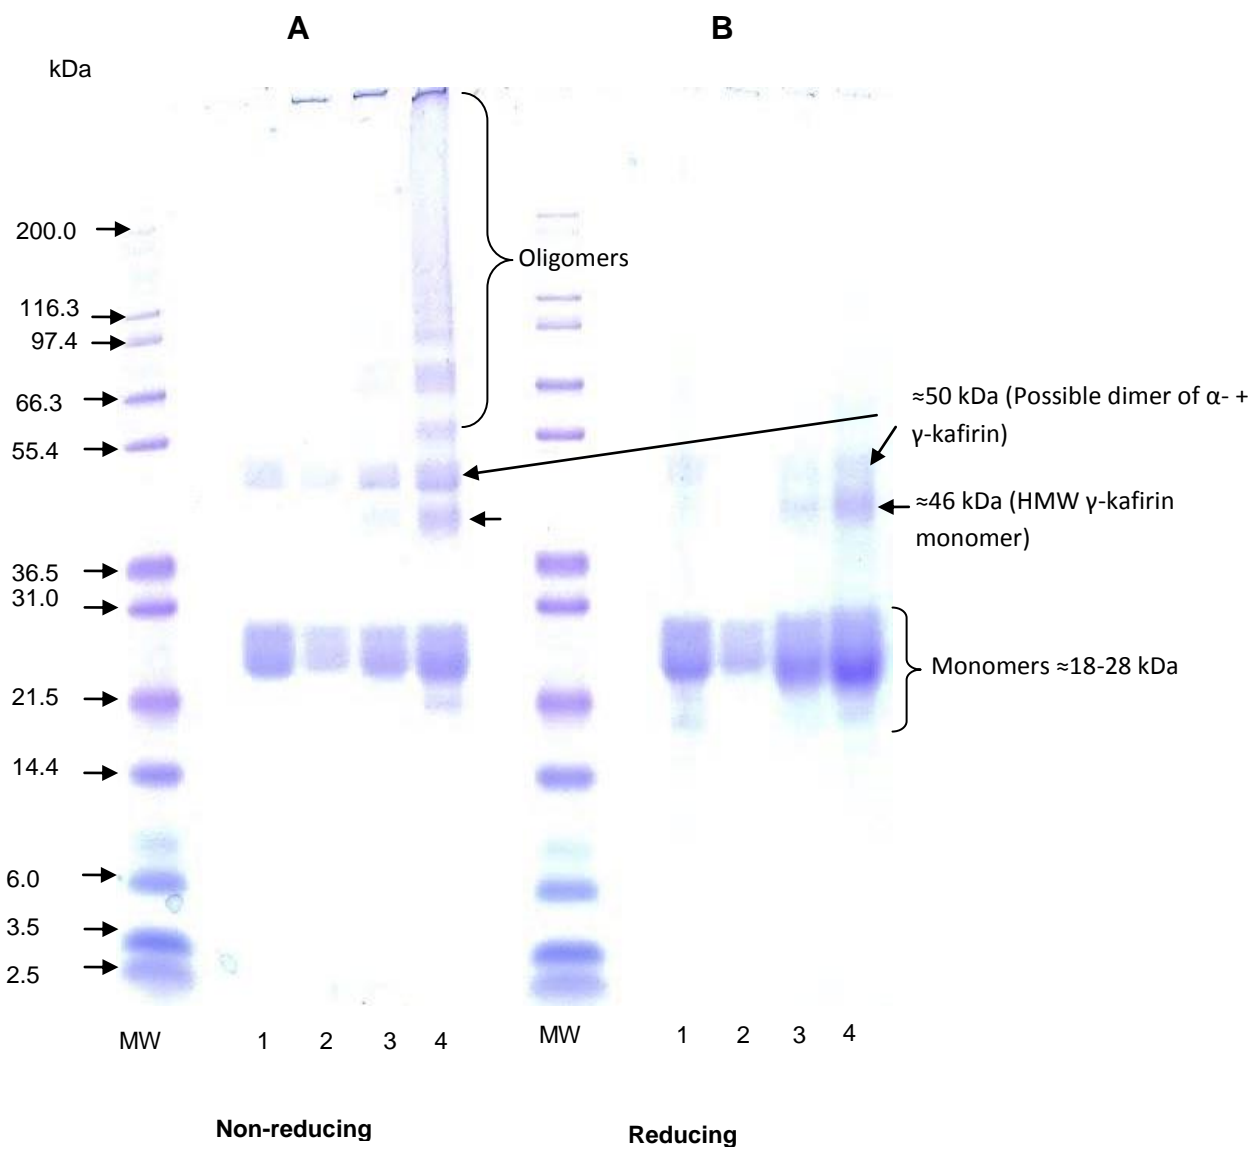 A
B
kDa
200.0
116.3
97.4
66.3
55.4
36.5
31.0
21.5
14.4
6.0
3.5
2.5
Oligomers
≈50 kDa (Possible dimer of α- +
γ-kafirin)
≈46 kDa (HMW γ-kafirin
monomer)
Monomers ≈18-28 kDa
MW 1 2 3 4
MW 1 2 3 4
Non-reducing
Reducing